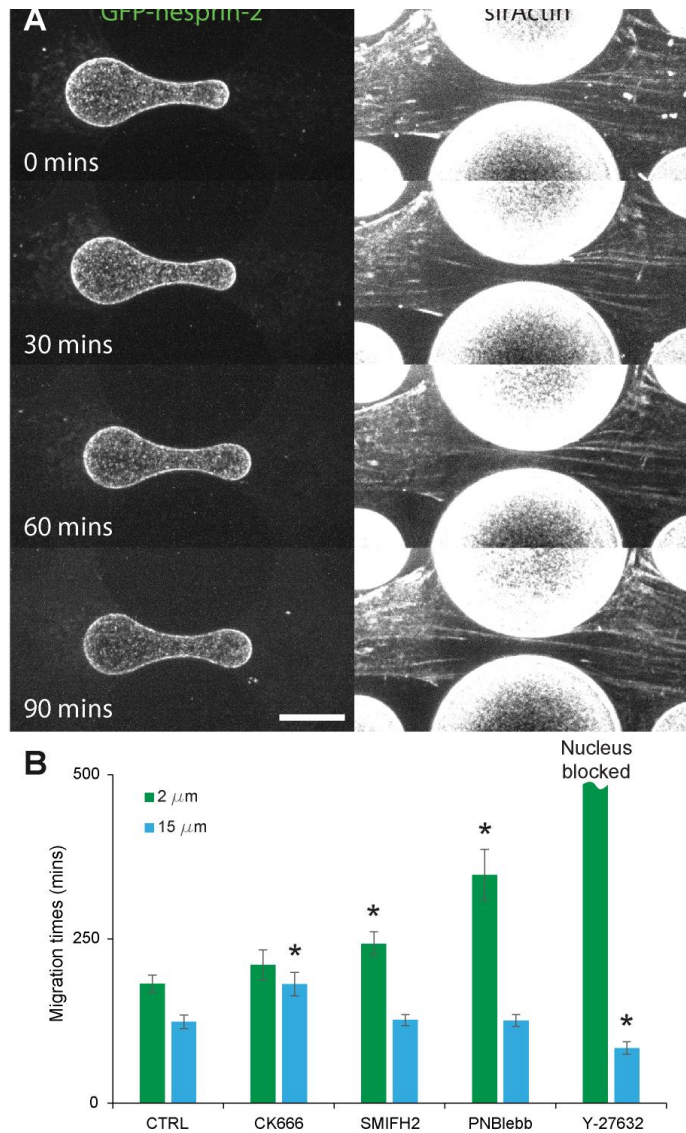 A
GFP-nesprin-2
sirActin
0 mins
30 mins
60 mins
90 mins
B
Nucleus
blocked
500
2 μm
15 μm
*
*
*
*
250
0
Migration times (mins)
CTRL
CK666
SMIFH2
PNBlebb
Y-27632